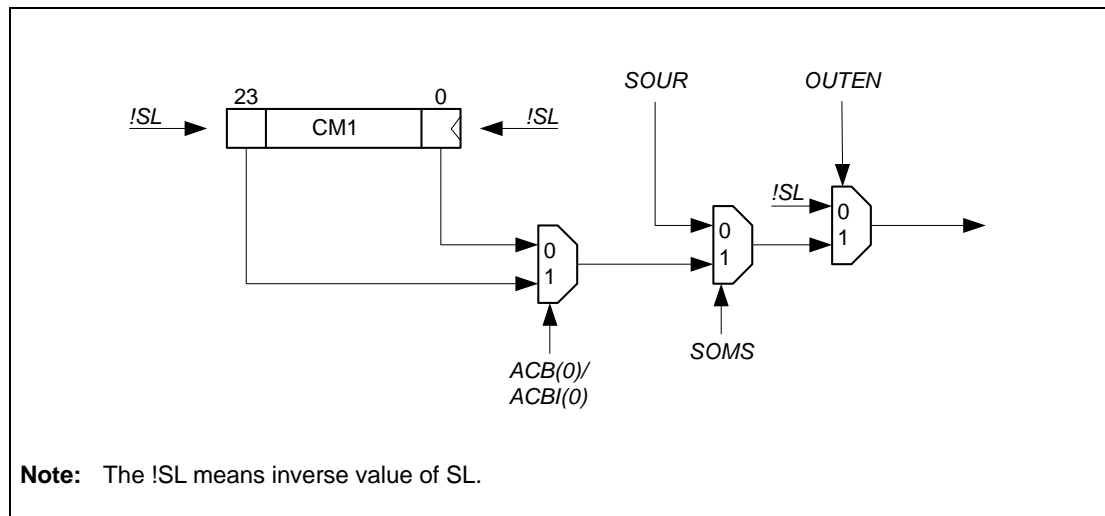 SOUR
OUTEN
23
0
!SL
CM1
!SL
!SL
0
1
0
1
0
1
SOMS
ACB(0)/
ACBI(0)
Note: The !SL means inverse value of SL.